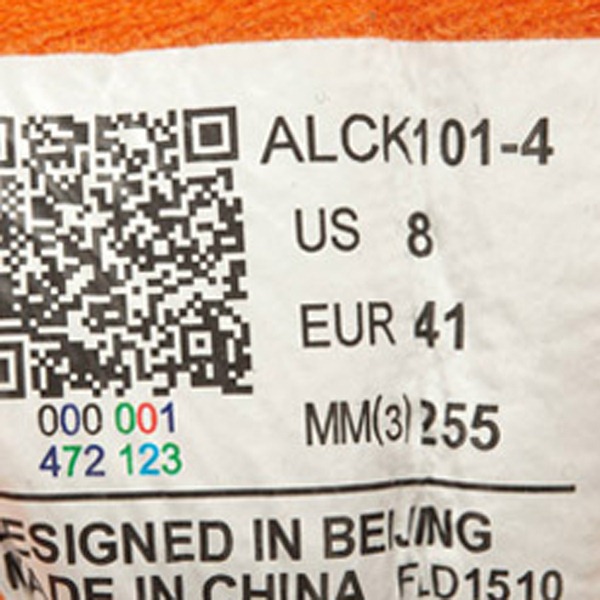 ALCK101-4
US 8
EUR 41
MM(3) 255
000 001
472 123
ESIGNED IN BEIJING
MADE IN CHINA FLD1510